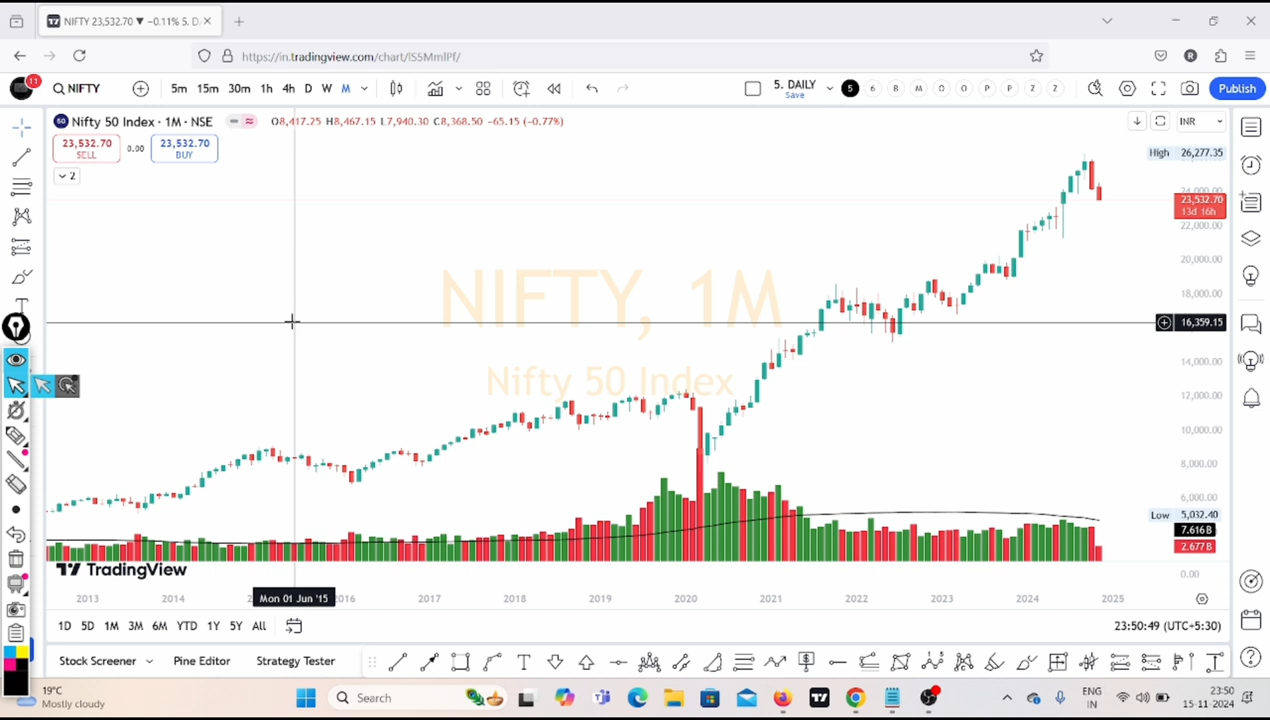 NIFTY 23,532.70 ▼ −0.11% 5. D
https://in.tradingview.com/chart/lS5MmlPf/
11
NIFTY
5m 15m 30m 1h 4h D W M
5. DAILY
Save
5 6 8 M O O P P Z Z
Publish
Nifty 50 Index · 1M · NSE
O8,417.25 H8,467.15 L7,940.30 C8,368.50 −65.15 (−0.77%)
INR
23,532.70
SELL
0.00
23,532.70
BUY
2
High 26,277.35
24,000.00
23,532.70
13d 16h
22,000.00
20,000.00
18,000.00
16,359.15
14,000.00
12,000.00
10,000.00
8,000.00
6,000.00
Low 5,032.40
7.616B
2.677B
0.00
NIFTY, 1M
Nifty 50 Index
TradingView
2013 2014 Mon 01 Jun '15 2016 2017 2018 2019 2020 2021 2022 2023 2024 2025
1D 5D 1M 3M 6M YTD 1Y 5Y All
23:50:49 (UTC+5:30)
Stock Screener Pine Editor Strategy Tester
19°C
Mostly cloudy
Search
ENG
IN
23:50
15-11-2024